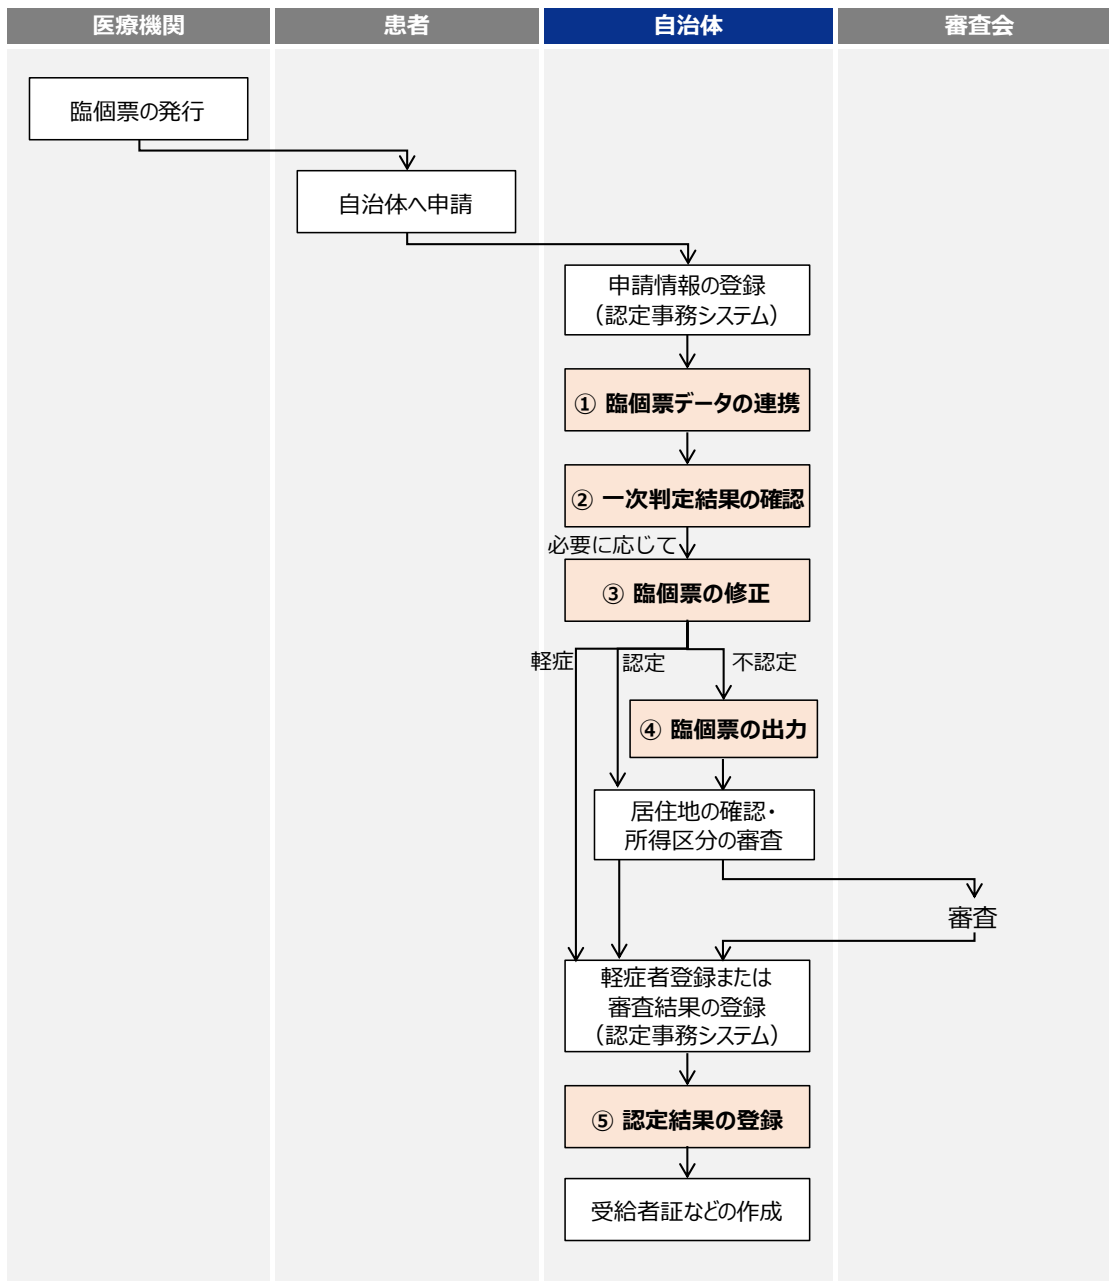 医療機関
患者
自治体
審査会
臨個票の発行
自治体へ申請
申請情報の登録
（認定事務システム）
① 臨個票データの連携
② 一次判定結果の確認
必要に応じて
③ 臨個票の修正
軽症
認定
不認定
④ 臨個票の出力
居住地の確認・
所得区分の審査
審査
軽症者登録または
審査結果の登録
（認定事務システム）
⑤ 認定結果の登録
受給者証などの作成